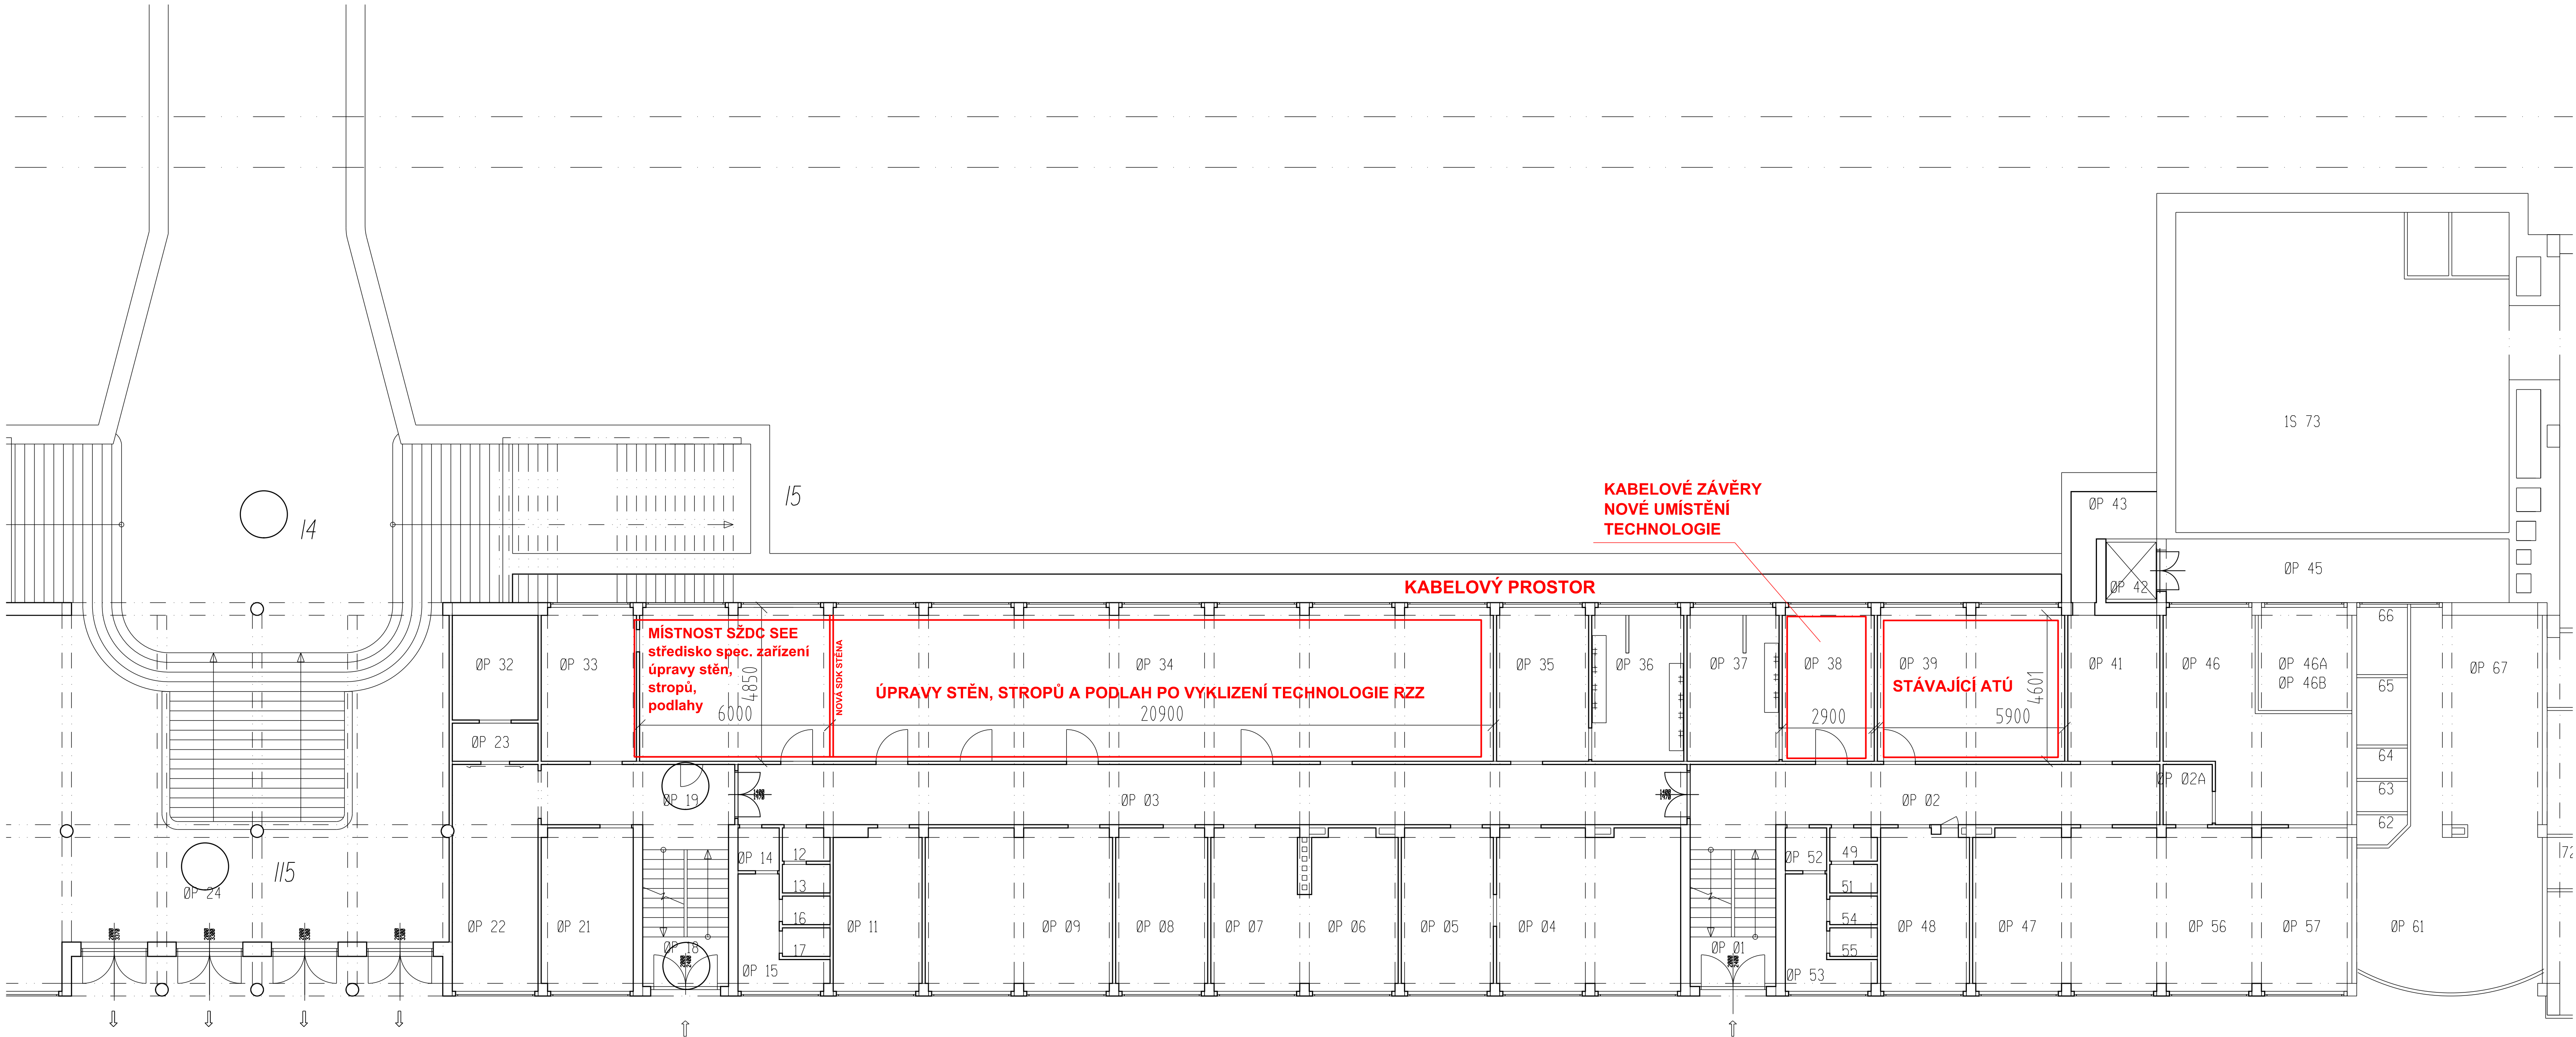 1S 73
KABELOVÉ ZÁVĚRY
NOVÉ UMÍSTĚNÍ
TECHNOLOGIE
15
14
ØP 43
ØP 45
ØP 42
KABELOVÝ PROSTOR
MÍSTNOST SŽDC SEE
středisko spec. zařízení
úpravy stěn,
stropů,
podlahy
4850
6000
NOVÁ SDK STĚNA
ØP 32
ØP 33
ØP 34
ÚPRAVY STĚN, STROPŮ A PODLAH PO VYKLIZENÍ TECHNOLOGIE RZZ
20900
ØP 35
ØP 36
ØP 37
ØP 38
2900
ØP 39
STÁVAJÍCÍ ATÚ
4601
5900
ØP 41
ØP 46
ØP 46A
ØP 46B
66
65
64
63
62
ØP 67
ØP 23
ØP 19
ØP 03
ØP 02
ØP 02A
115
ØP 24
ØP 22
ØP 21
ØP 18
ØP 14
12
13
16
17
ØP 15
ØP 11
ØP 09
ØP 08
ØP 07
ØP 06
ØP 05
ØP 04
ØP 01
ØP 52
49
51
54
55
ØP 53
ØP 48
ØP 47
ØP 56
ØP 57
ØP 61
72